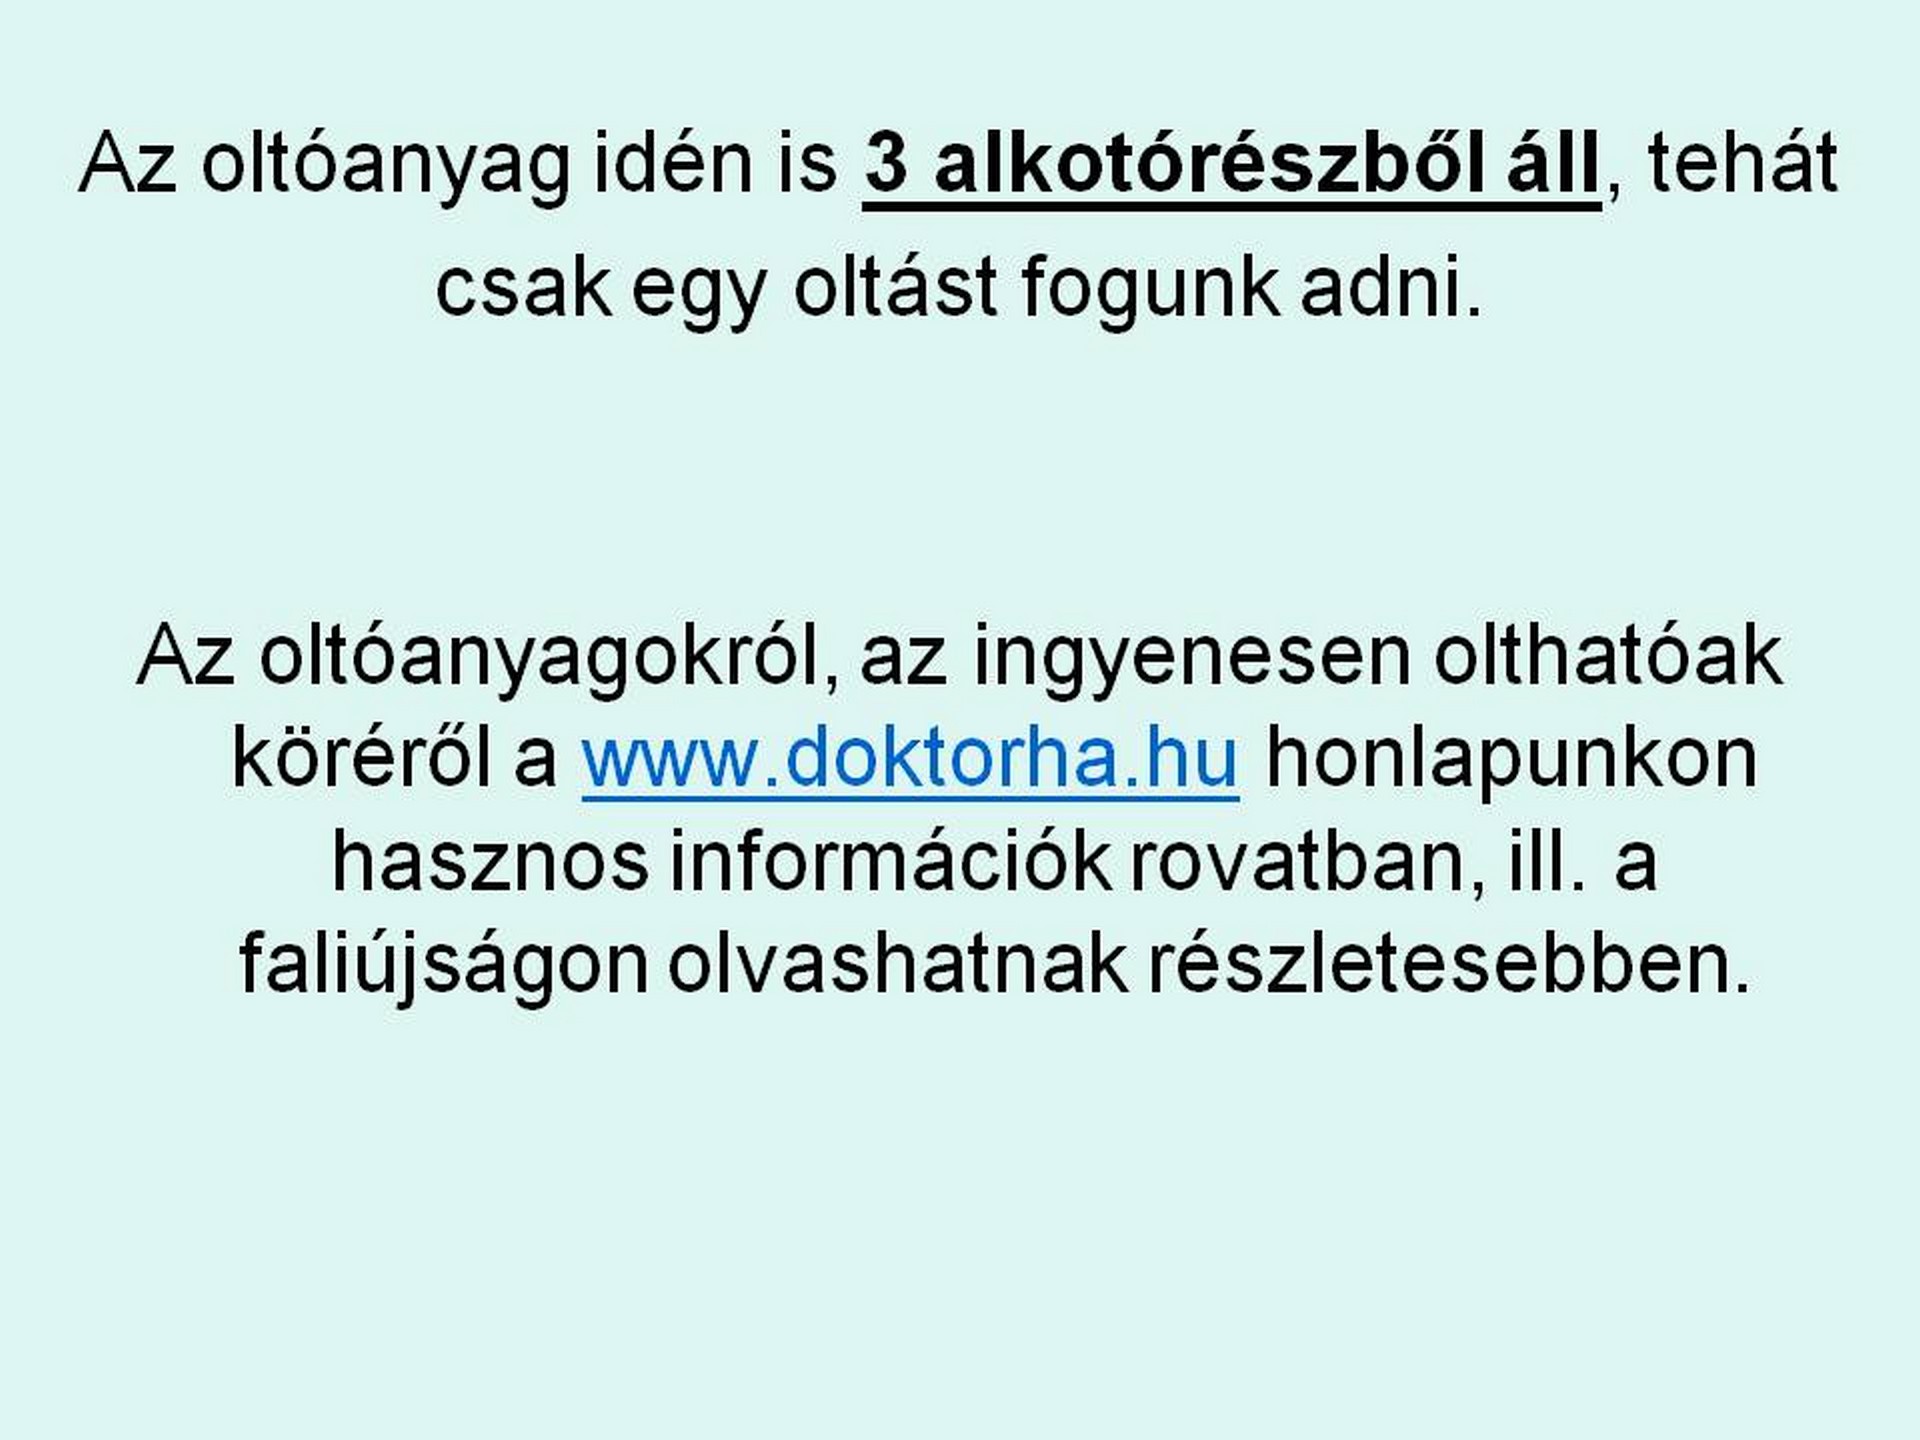 Az oltóanyag idén is 3 alkotórészből áll, tehát
csak egy oltást fogunk adni.
Az oltóanyagokról, az ingyenesen olthatóak
köréről a www.doktorha.hu honlapunkon
hasznos információk rovatban, ill. a
faliújságon olvashatnak részletesebben.